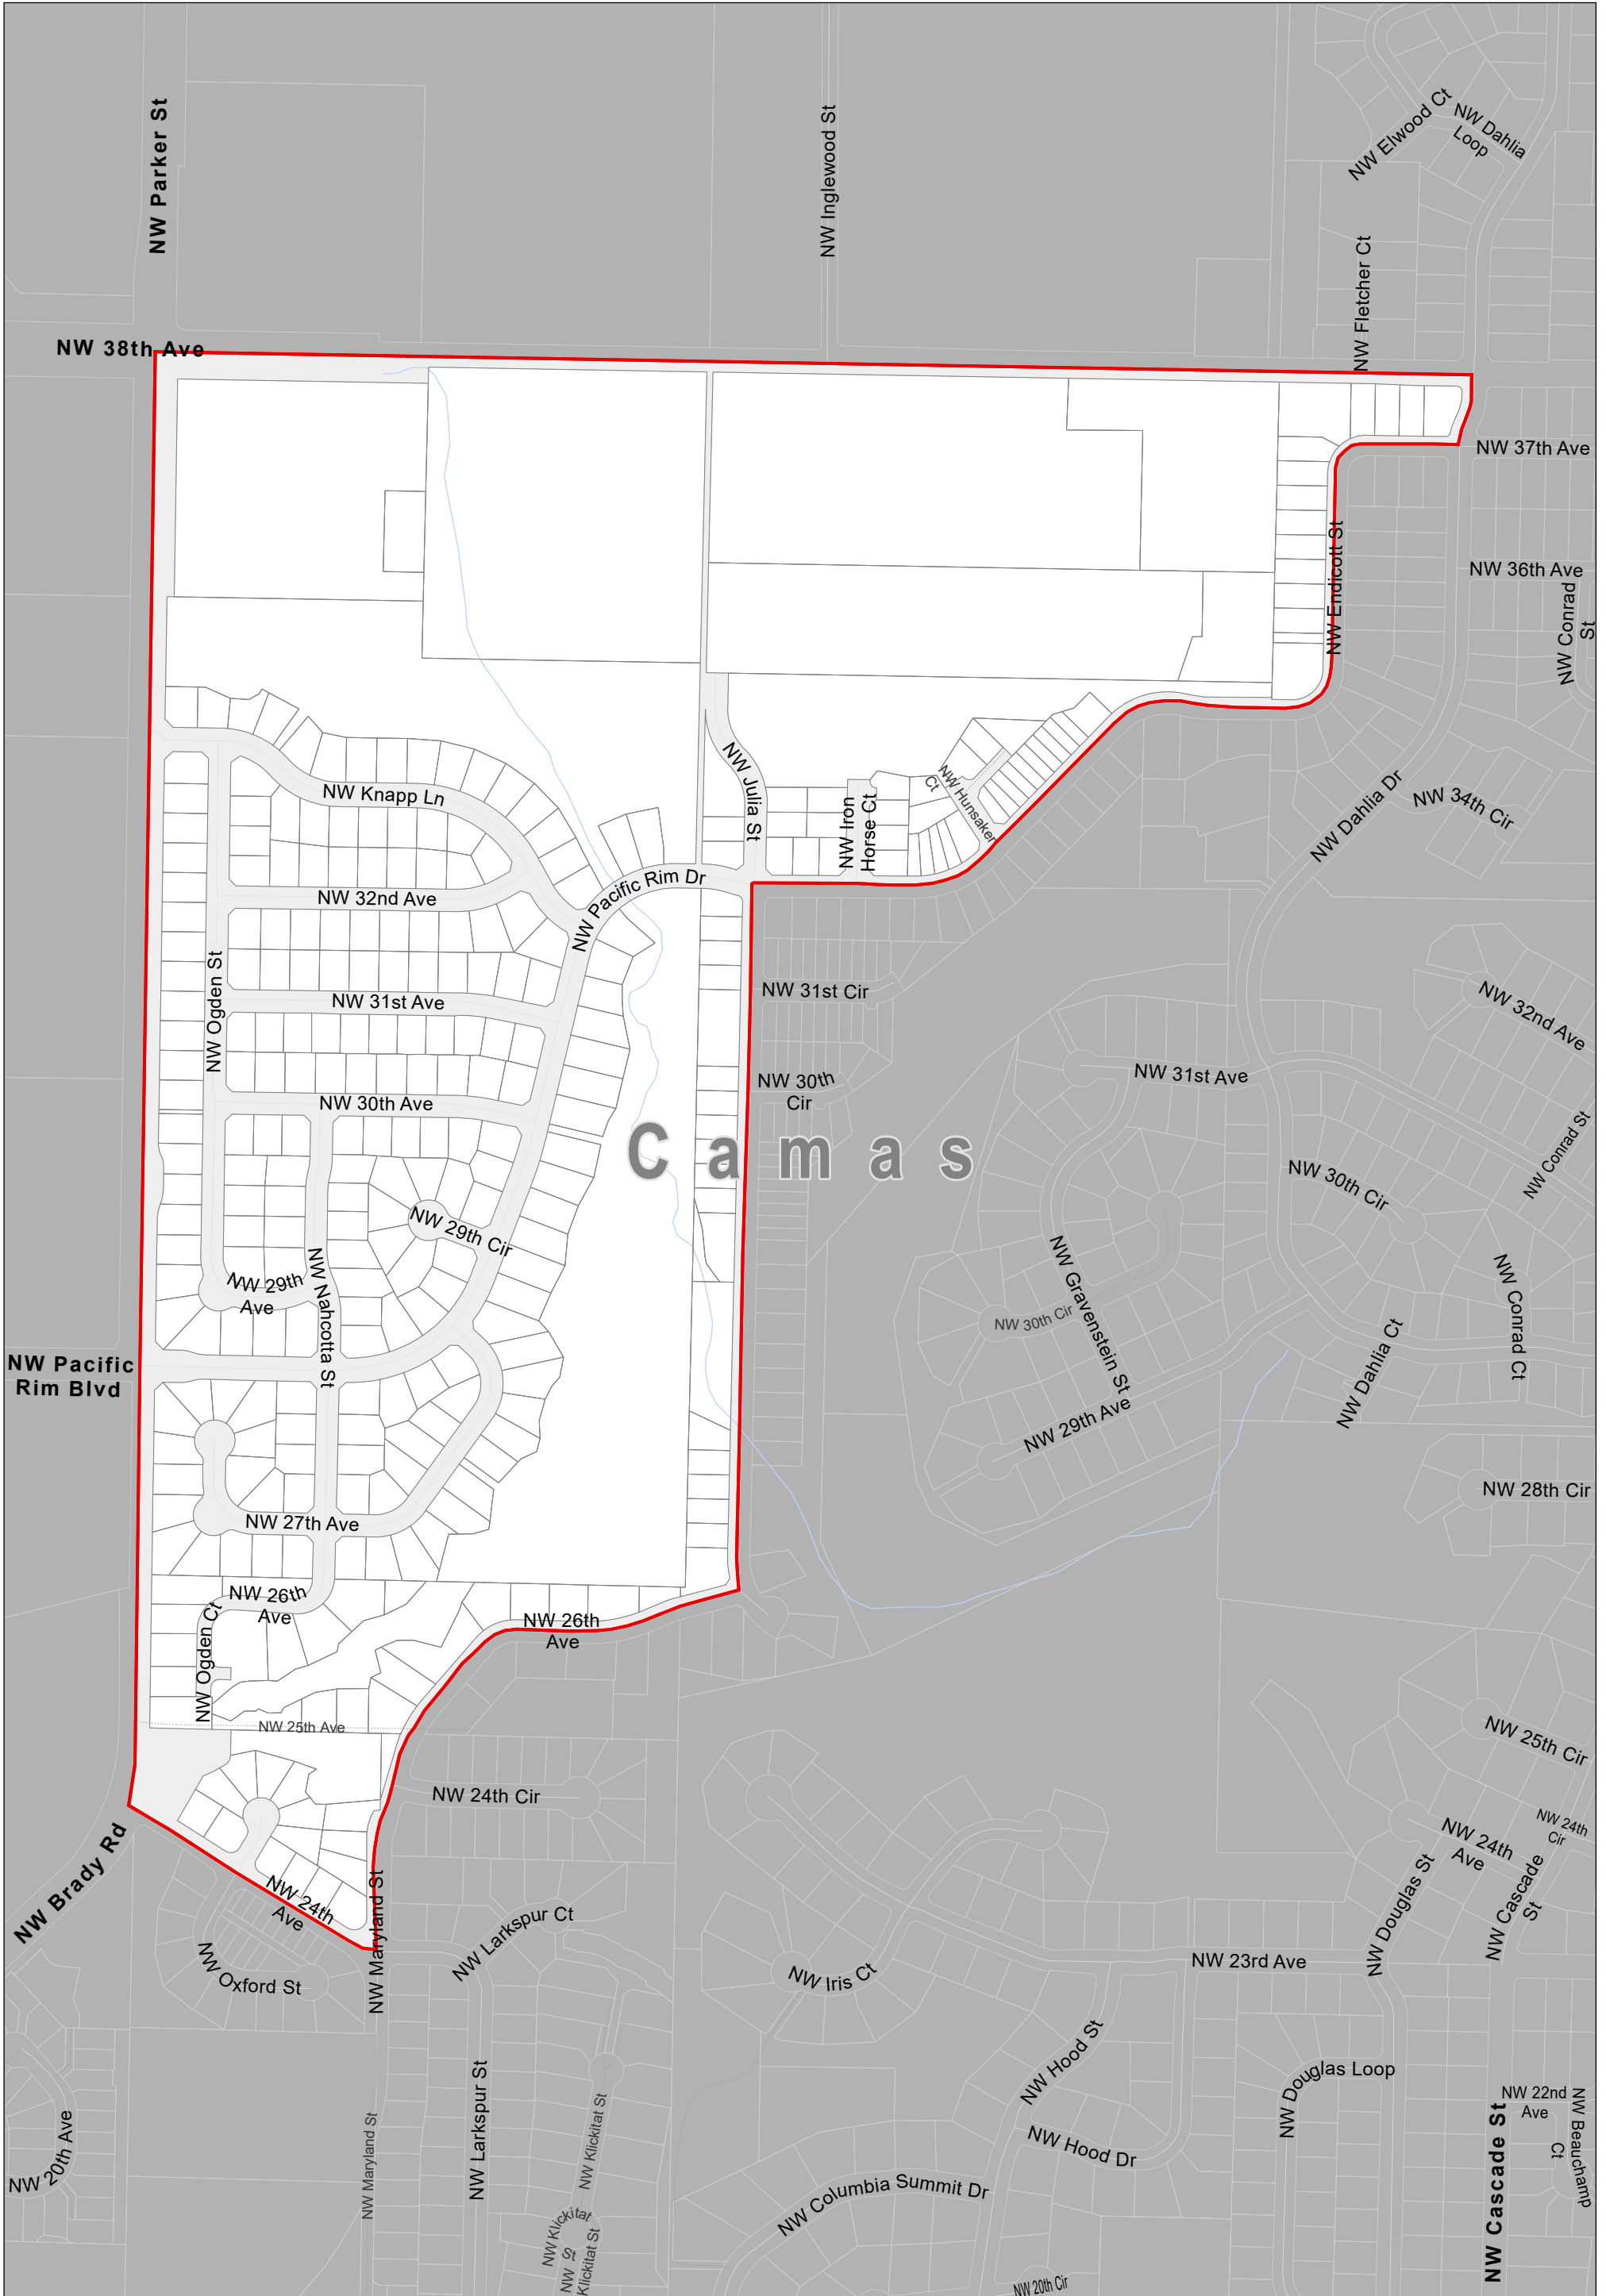 NW Elwood Ct
NW Dahlia
Loop
NW Parker St
NW Inglewood St
NW Fletcher Ct
NW 38th Ave
NW 37th Ave
NW Endicott St
NW 36th Ave
NW Conrad
St
NW Julia St
NW Knapp Ln
NW Hunsaker
Ct
NW Iron
Horse Ct
NW Dahlia Dr
NW 34th Cir
NW Pacific Rim Dr
NW 32nd Ave
NW Ogden St
NW 31st Ave
NW 31st Cir
NW 32nd Ave
NW 30th
Cir
NW 31st Ave
NW 30th Ave
Camas
NW Conrad St
NW 30th Cir
NW 29th Cir
NW 29th
Ave
NW Nahcotta St
NW Gravenstein St
NW 30th Cir
NW Conrad Ct
NW Dahlia Ct
NW Pacific
Rim Blvd
NW 29th Ave
NW 28th Cir
NW 27th Ave
NW 26th
Ave
NW Ogden Ct
NW 26th
Ave
NW 25th Ave
NW 25th Cir
NW 24th Cir
NW Brady Rd
NW 24th
Cir
NW 24th
Ave
NW 24th
Ave
NW Maryland St
NW Douglas St
NW Cascade
St
NW Larkspur Ct
NW Oxford St
NW Iris Ct
NW 23rd Ave
NW Hood St
NW Douglas Loop
NW 20th Ave
NW Maryland St
NW Larkspur St
NW Klickitat St
NW Hood Dr
NW 22nd
Ave
NW Beauchamp
Ct
NW Columbia Summit Dr
NW Cascade St
NW Klickitat
St
NW
Klickitat St
NW 20th Cir